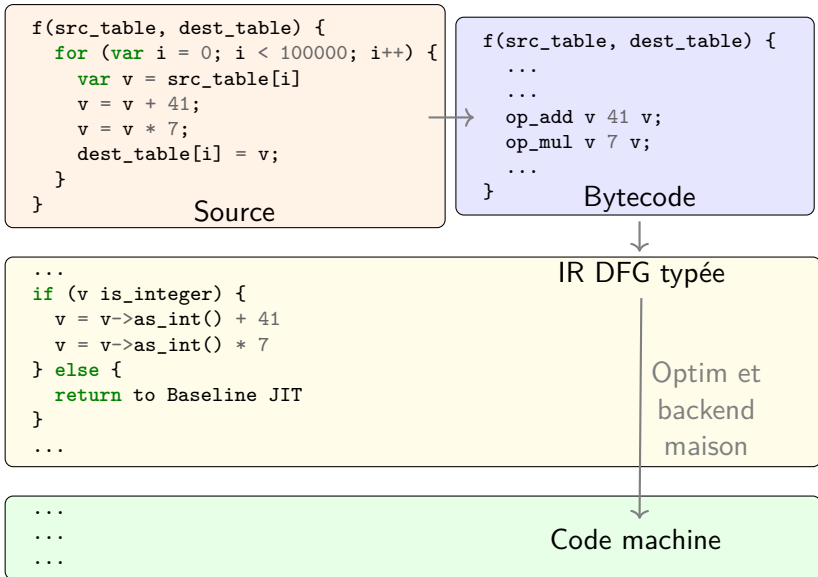 f(src_table, dest_table) {
  for (var i = 0; i < 100000; i++) {
    var v = src_table[i]
    v = v + 41;
    v = v * 7;
    dest_table[i] = v;
  }
}
Source
f(src_table, dest_table) {
  ...
  ...
  op_add v 41 v;
  op_mul v 7 v;
  ...
}
Bytecode
IR DFG typée
...
if (v is_integer) {
  v = v->as_int() + 41
  v = v->as_int() * 7
} else {
  return to Baseline JIT
}
...
Optim et
backend
maison
...
...
...
Code machine